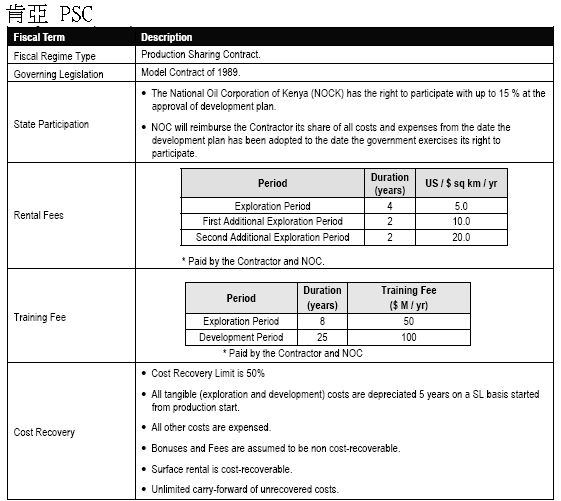 肯亞 PSC
Fiscal Term Description
Fiscal Regime Type Production Sharing Contract.
Governing Legislation Model Contract of 1989.
State Participation
• The National Oil Corporation of Kenya (NOCK) has the right to participate with up to 15 % at the
approval of development plan.
• NOC will reimburse the Contractor its share of all costs and expenses from the date the
development plan has been adopted to the date the government exercises its right to
participate.
Rental Fees
Period Duration (years) US / $ sq km / yr
Exploration Period 4 5.0
First Additional Exploration Period 2 10.0
Second Additional Exploration Period 2 20.0
* Paid by the Contractor and NOC.
Training Fee
Period Duration (years) Training Fee ($ M / yr)
Exploration Period 8 50
Development Period 25 100
* Paid by the Contractor and NOC
Cost Recovery
• Cost Recovery Limit is 50%
• All tangible (exploration and development) costs are depreciated 5 years on a SL basis started
from production start.
• All other costs are expensed.
• Bonuses and Fees are assumed to be non cost-recoverable.
• Surface rental is cost-recoverable.
• Unlimited carry-forward of unrecovered costs.